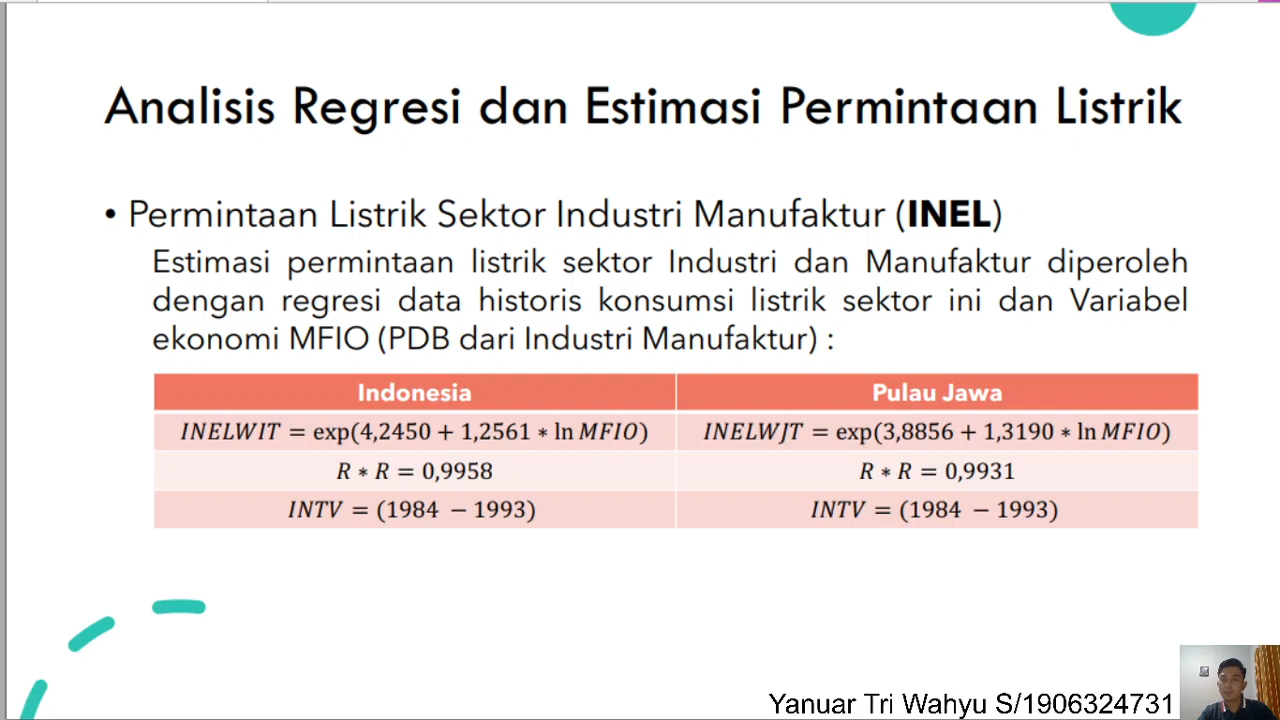 Analisis Regresi dan Estimasi Permintaan Listrik
• Permintaan Listrik Sektor Industri Manufaktur (INEL)
Estimasi permintaan listrik sektor Industri dan Manufaktur diperoleh
dengan regresi data historis konsumsi listrik sektor ini dan Variabel
ekonomi MFIO (PDB dari Industri Manufaktur) :
Indonesia Pulau Jawa
INELWIT = exp(4,2450 + 1,2561 ∗ ln MFIO) INELWJT = exp(3,8856 + 1,3190 ∗ ln MFIO)
R ∗ R = 0,9958 R ∗ R = 0,9931
INTV = (1984 − 1993) INTV = (1984 − 1993)
Yanuar Tri Wahyu S/1906324731